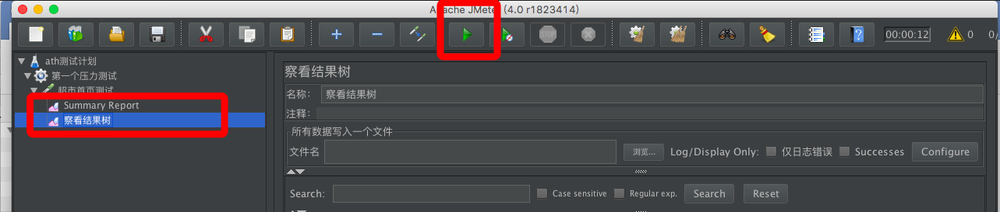 Apache JMeter (4.0 r1823414)
STOP 00:00:12 0 0/
ath测试计划
第一个压力测试
超市首页测试
Summary Report
察看结果树
察看结果树
名称: 察看结果树
注释:
所有数据写入一个文件
文件名 浏览... Log/Display Only: 仅日志错误 Successes Configure
Search: Case sensitive Regular exp. Search Reset